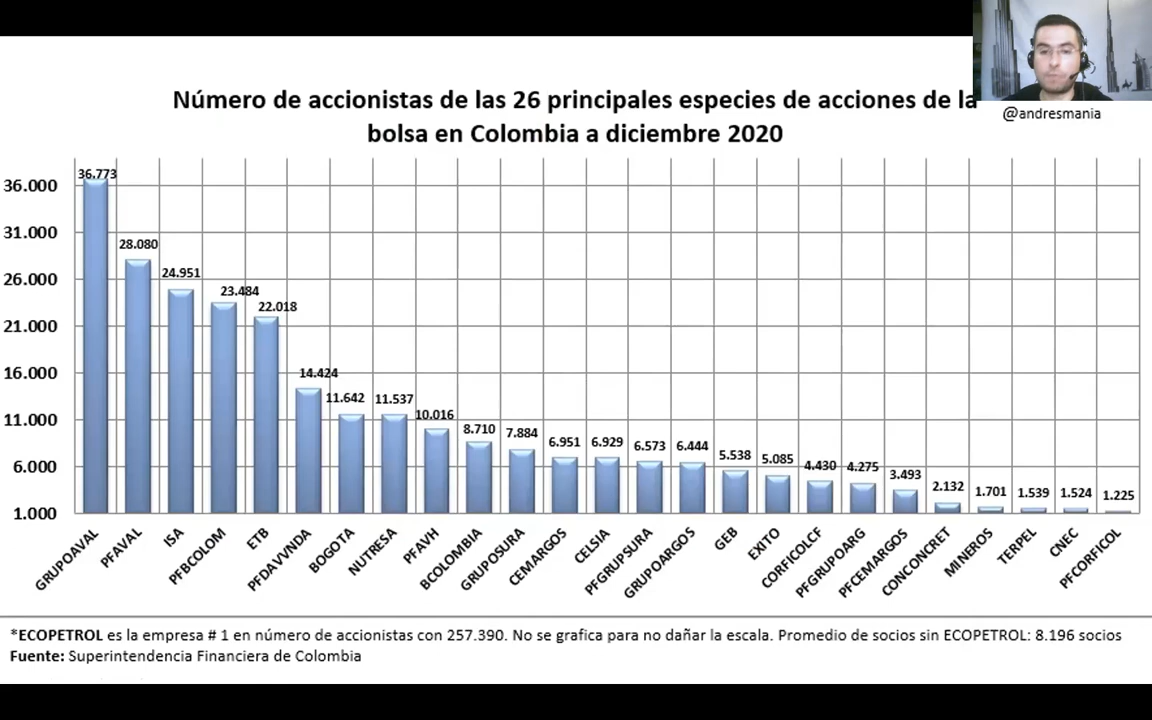 Número de accionistas de las 26 principales especies de acciones de la
bolsa en Colombia a diciembre 2020
@andresmania
36.000
31.000
26.000
21.000
16.000
11.000
6.000
1.000
36.773
28.080
24.951
23.484
22.018
14.424
11.642
11.537
10.016
8.710
7.884
6.951
6.929
6.573
6.444
5.538
5.085
4.430
4.275
3.493
2.132
1.701
1.539
1.524
1.225
GRUPOAVAL
PFAVAL
ISA
PFBCOLOM
ETB
PFDAVVNDA
BOGOTA
NUTRESA
PFAVH
BCOLOMBIA
GRUPOSURA
CEMARGOS
CELSIA
PFGRUPSURA
GRUPOARGOS
GEB
EXITO
CORFICOLCF
PFGRUPOARG
PFCEMARGOS
CONCONCRET
MINEROS
TERPEL
CNEC
PFCORFICOL
*ECOPETROL es la empresa # 1 en número de accionistas con 257.390. No se grafica para no dañar la escala. Promedio de socios sin ECOPETROL: 8.196 socios
Fuente: Superintendencia Financiera de Colombia